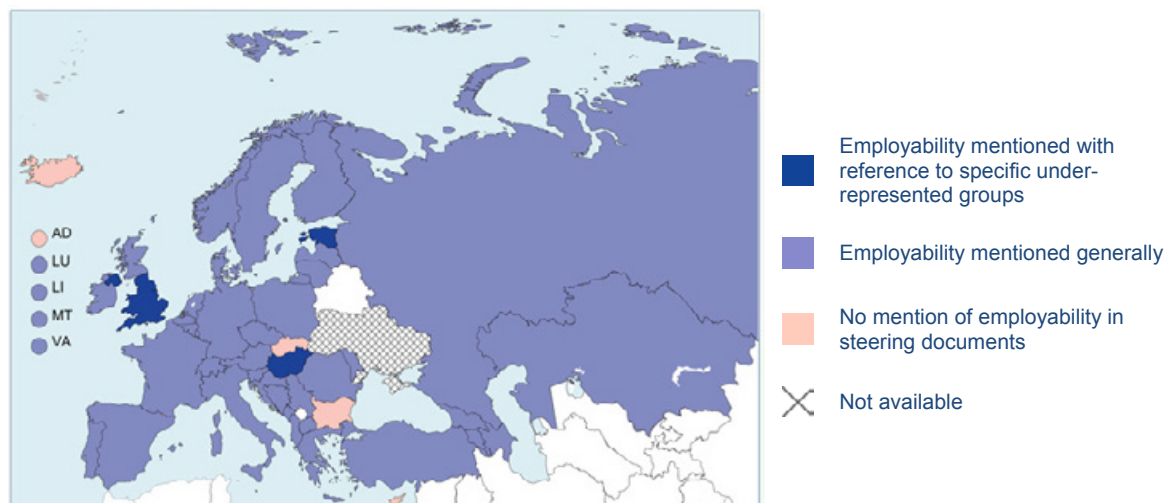 AD
LU
LI
MT
VA
Employability mentioned with
reference to specific under-
represented groups
Employability mentioned generally
No mention of employability in
steering documents
Not available